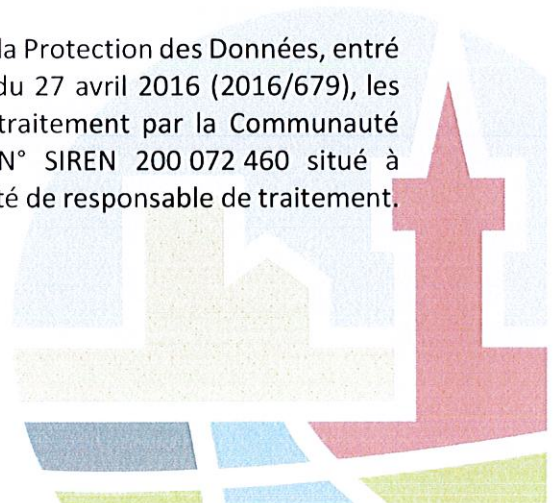 la Protection des Données, entré
du 27 avril 2016 (2016/679), les
traitement par la Communauté
N° SIREN 200 072 460 situé à
té de responsable de traitement.